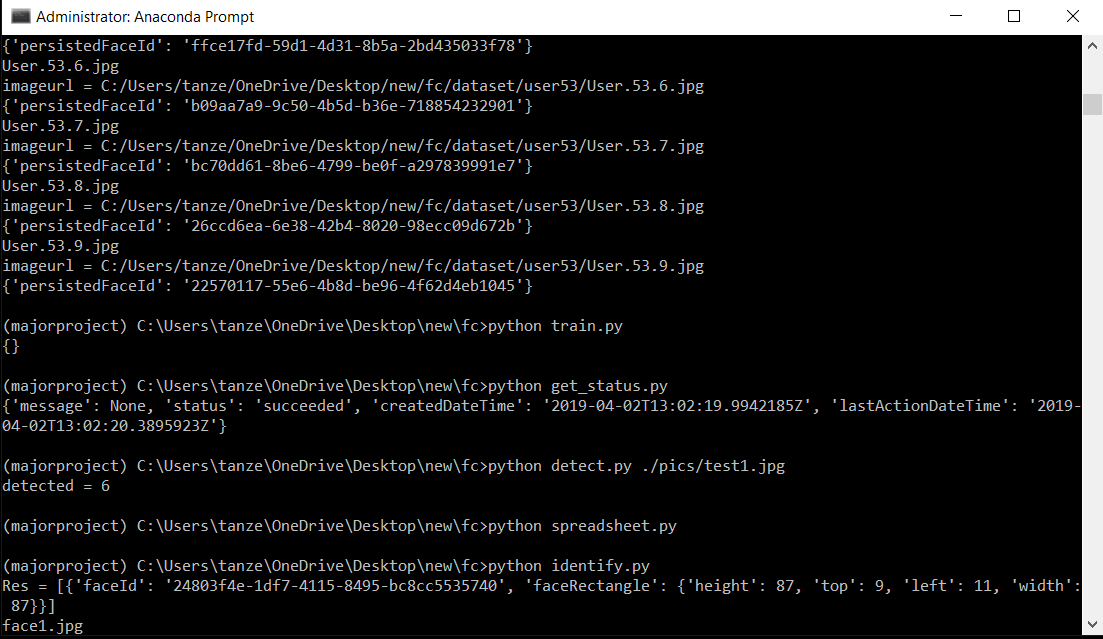 Administrator: Anaconda Prompt
{'persistedFaceId': 'ffce17fd-59d1-4d31-8b5a-2bd435033f78'}
User.53.6.jpg
imageurl = C:/Users/tanze/OneDrive/Desktop/new/fc/dataset/user53/User.53.6.jpg
{'persistedFaceId': 'b09aa7a9-9c50-4b5d-b36e-718854232901'}
User.53.7.jpg
imageurl = C:/Users/tanze/OneDrive/Desktop/new/fc/dataset/user53/User.53.7.jpg
{'persistedFaceId': 'bc70dd61-8be6-4799-be0f-a297839991e7'}
User.53.8.jpg
imageurl = C:/Users/tanze/OneDrive/Desktop/new/fc/dataset/user53/User.53.8.jpg
{'persistedFaceId': '26ccd6ea-6e38-42b4-8020-98ecc09d672b'}
User.53.9.jpg
imageurl = C:/Users/tanze/OneDrive/Desktop/new/fc/dataset/user53/User.53.9.jpg
{'persistedFaceId': '22570117-55e6-4b8d-be96-4f62d4eb1045'}
(majorproject) C:\Users\tanze\OneDrive\Desktop\new\fc>python train.py
{}
(majorproject) C:\Users\tanze\OneDrive\Desktop\new\fc>python get_status.py
{'message': None, 'status': 'succeeded', 'createdDateTime': '2019-04-02T13:02:19.9942185Z', 'lastActionDateTime': '2019-
04-02T13:02:20.3895923Z'}
(majorproject) C:\Users\tanze\OneDrive\Desktop\new\fc>python detect.py ./pics/test1.jpg
detected = 6
(majorproject) C:\Users\tanze\OneDrive\Desktop\new\fc>python spreadsheet.py
(majorproject) C:\Users\tanze\OneDrive\Desktop\new\fc>python identify.py
Res = [{'faceId': '24803f4e-1df7-4115-8495-bc8cc5535740', 'faceRectangle': {'height': 87, 'top': 9, 'left': 11, 'width':
 87}}]
face1.jpg